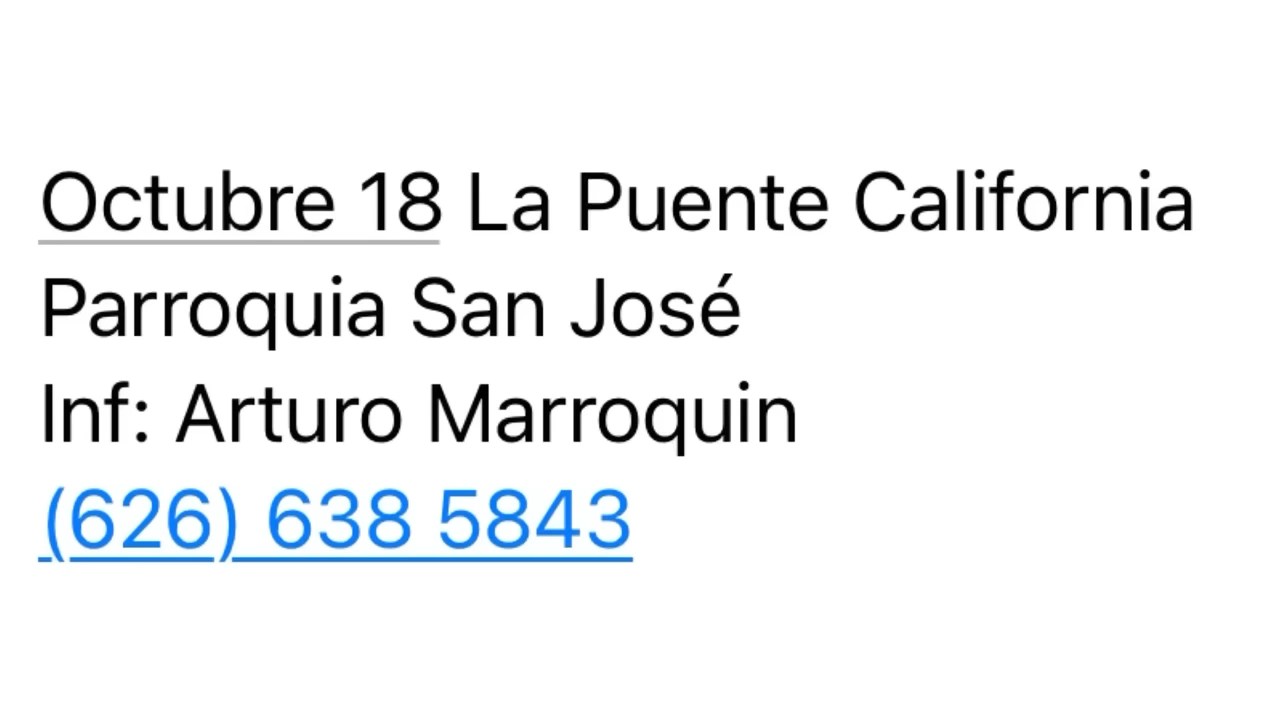 Octubre 18 La Puente California
Parroquia San José
Inf: Arturo Marroquin
(626) 638 5843